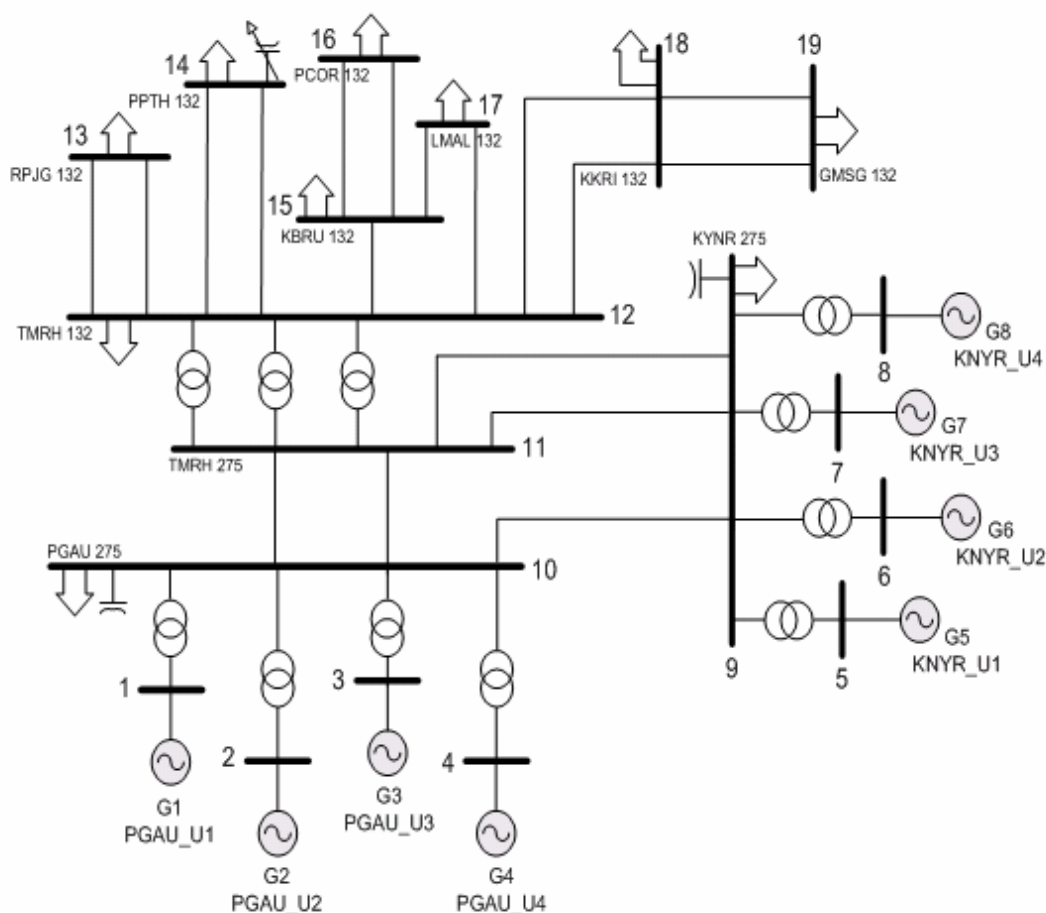 16
PCOR 132
14
PPTH 132
18
19
17
LMAL 132
13
RPJG 132
KKRI 132
GMSG 132
15
KBRU 132
KYNR 275
TMRH 132
12
G8
KNYR_U4
8
G7
KNYR_U3
7
TMRH 275
11
G6
KNYR_U2
6
PGAU 275
10
G5
KNYR_U1
5
9
1
3
2
4
G1
PGAU_U1
G3
PGAU_U3
G2
PGAU_U2
G4
PGAU_U4